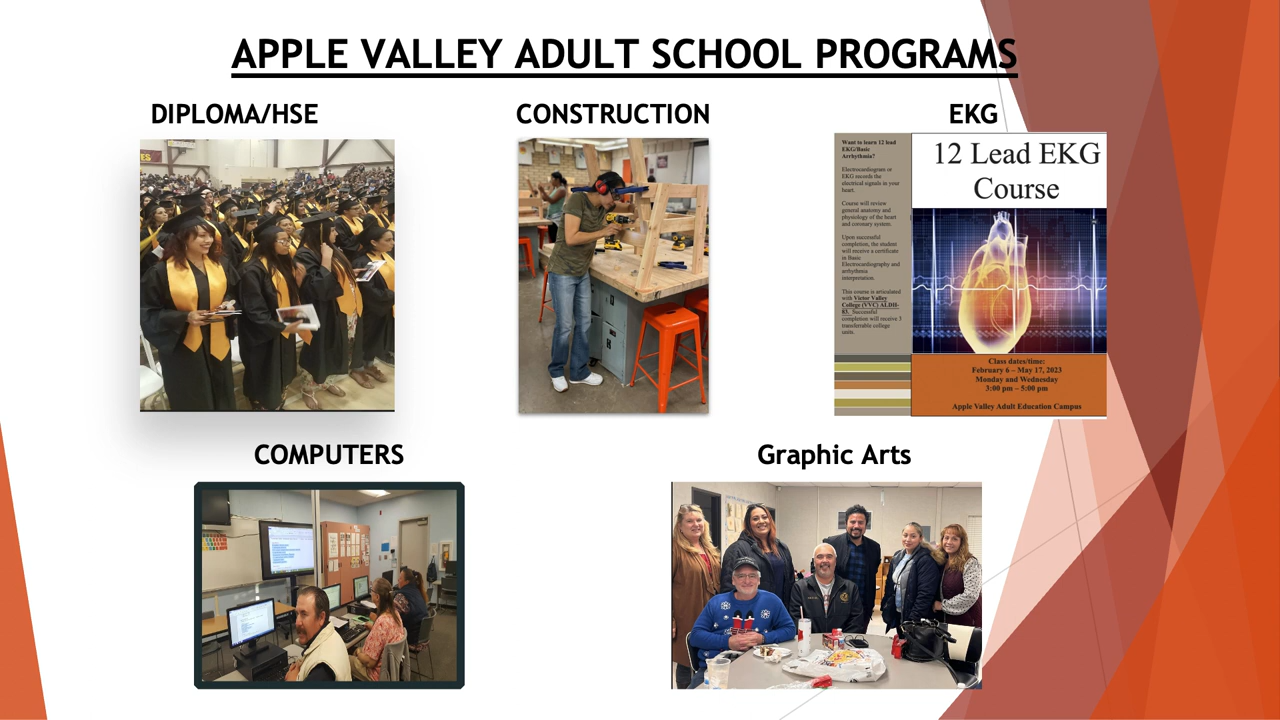 APPLE VALLEY ADULT SCHOOL PROGRAMS
DIPLOMA/HSE
CONSTRUCTION
EKG
Want to learn 12 lead
EKG/Basic
Arrhythmia?
Electrocardiogram or
EKG records the
electrical signals in your
heart.
Course will review
general anatomy and
physiology of the heart
and coronary system.
Upon successful
completion, the student
will receive a certificate
in Basic
Electrocardiography and
arrhythmia
interpretation.
This course is articulated
with Victor Valley
College (VVC) ALDH-
83. Successful
completion will receive 3
transferrable college
units.
12 Lead EKG
Course
Class dates/time:
February 6 – May 17, 2023
Monday and Wednesday
3:00 pm – 5:00 pm
Apple Valley Adult Education Campus
COMPUTERS
Graphic Arts